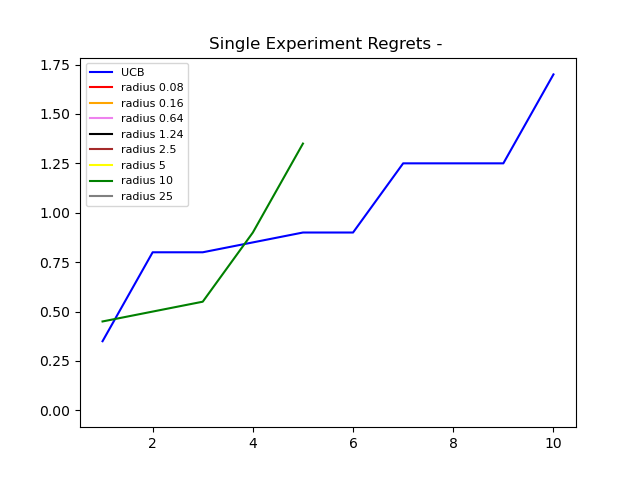 Single Experiment Regrets -
1.75
1.50
1.25
1.00
0.75
0.50
0.25
0.00
UCB
radius 0.08
radius 0.16
radius 0.64
radius 1.24
radius 2.5
radius 5
radius 10
radius 25
2 4 6 8 10